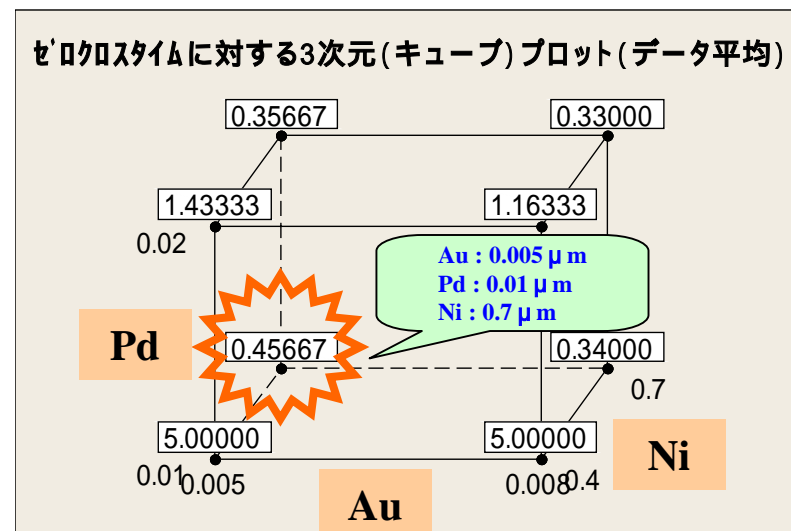 ｾﾞﾛｸﾛｽﾀｲﾑに対する3次元(キューブ)プロット(データ平均)
0.35667
0.33000
1.43333
1.16333
0.02
Au : 0.005 μ m
Pd : 0.01 μ m
Ni : 0.7 μ m
Pd
0.45667
0.34000
0.7
5.00000
5.00000
Ni
0.01
0.005
0.008
0.4
Au